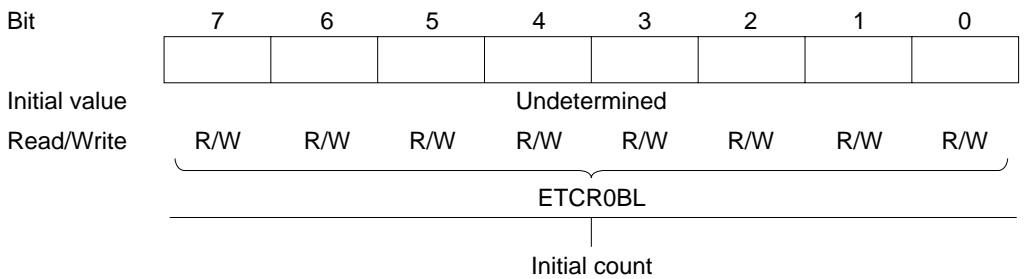 Bit 7 6 5 4 3 2 1 0
Initial value Undetermined
Read/Write R/W R/W R/W R/W R/W R/W R/W R/W
ETCR0BL
Initial count